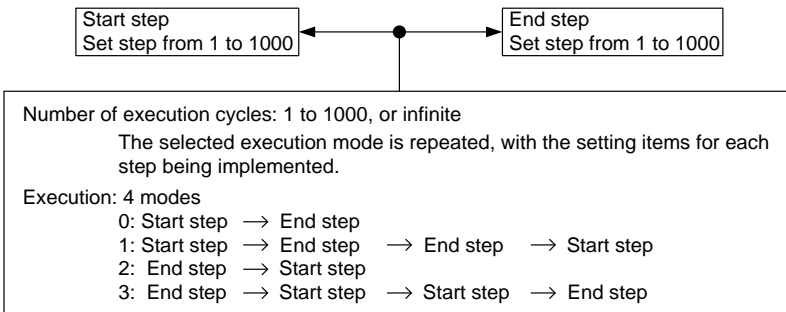 Start step
Set step from 1 to 1000
End step
Set step from 1 to 1000
Number of execution cycles: 1 to 1000, or infinite
The selected execution mode is repeated, with the setting items for each
step being implemented.
Execution: 4 modes
0: Start step → End step
1: Start step → End step → End step → Start step
2: End step → Start step
3: End step → Start step → Start step → End step